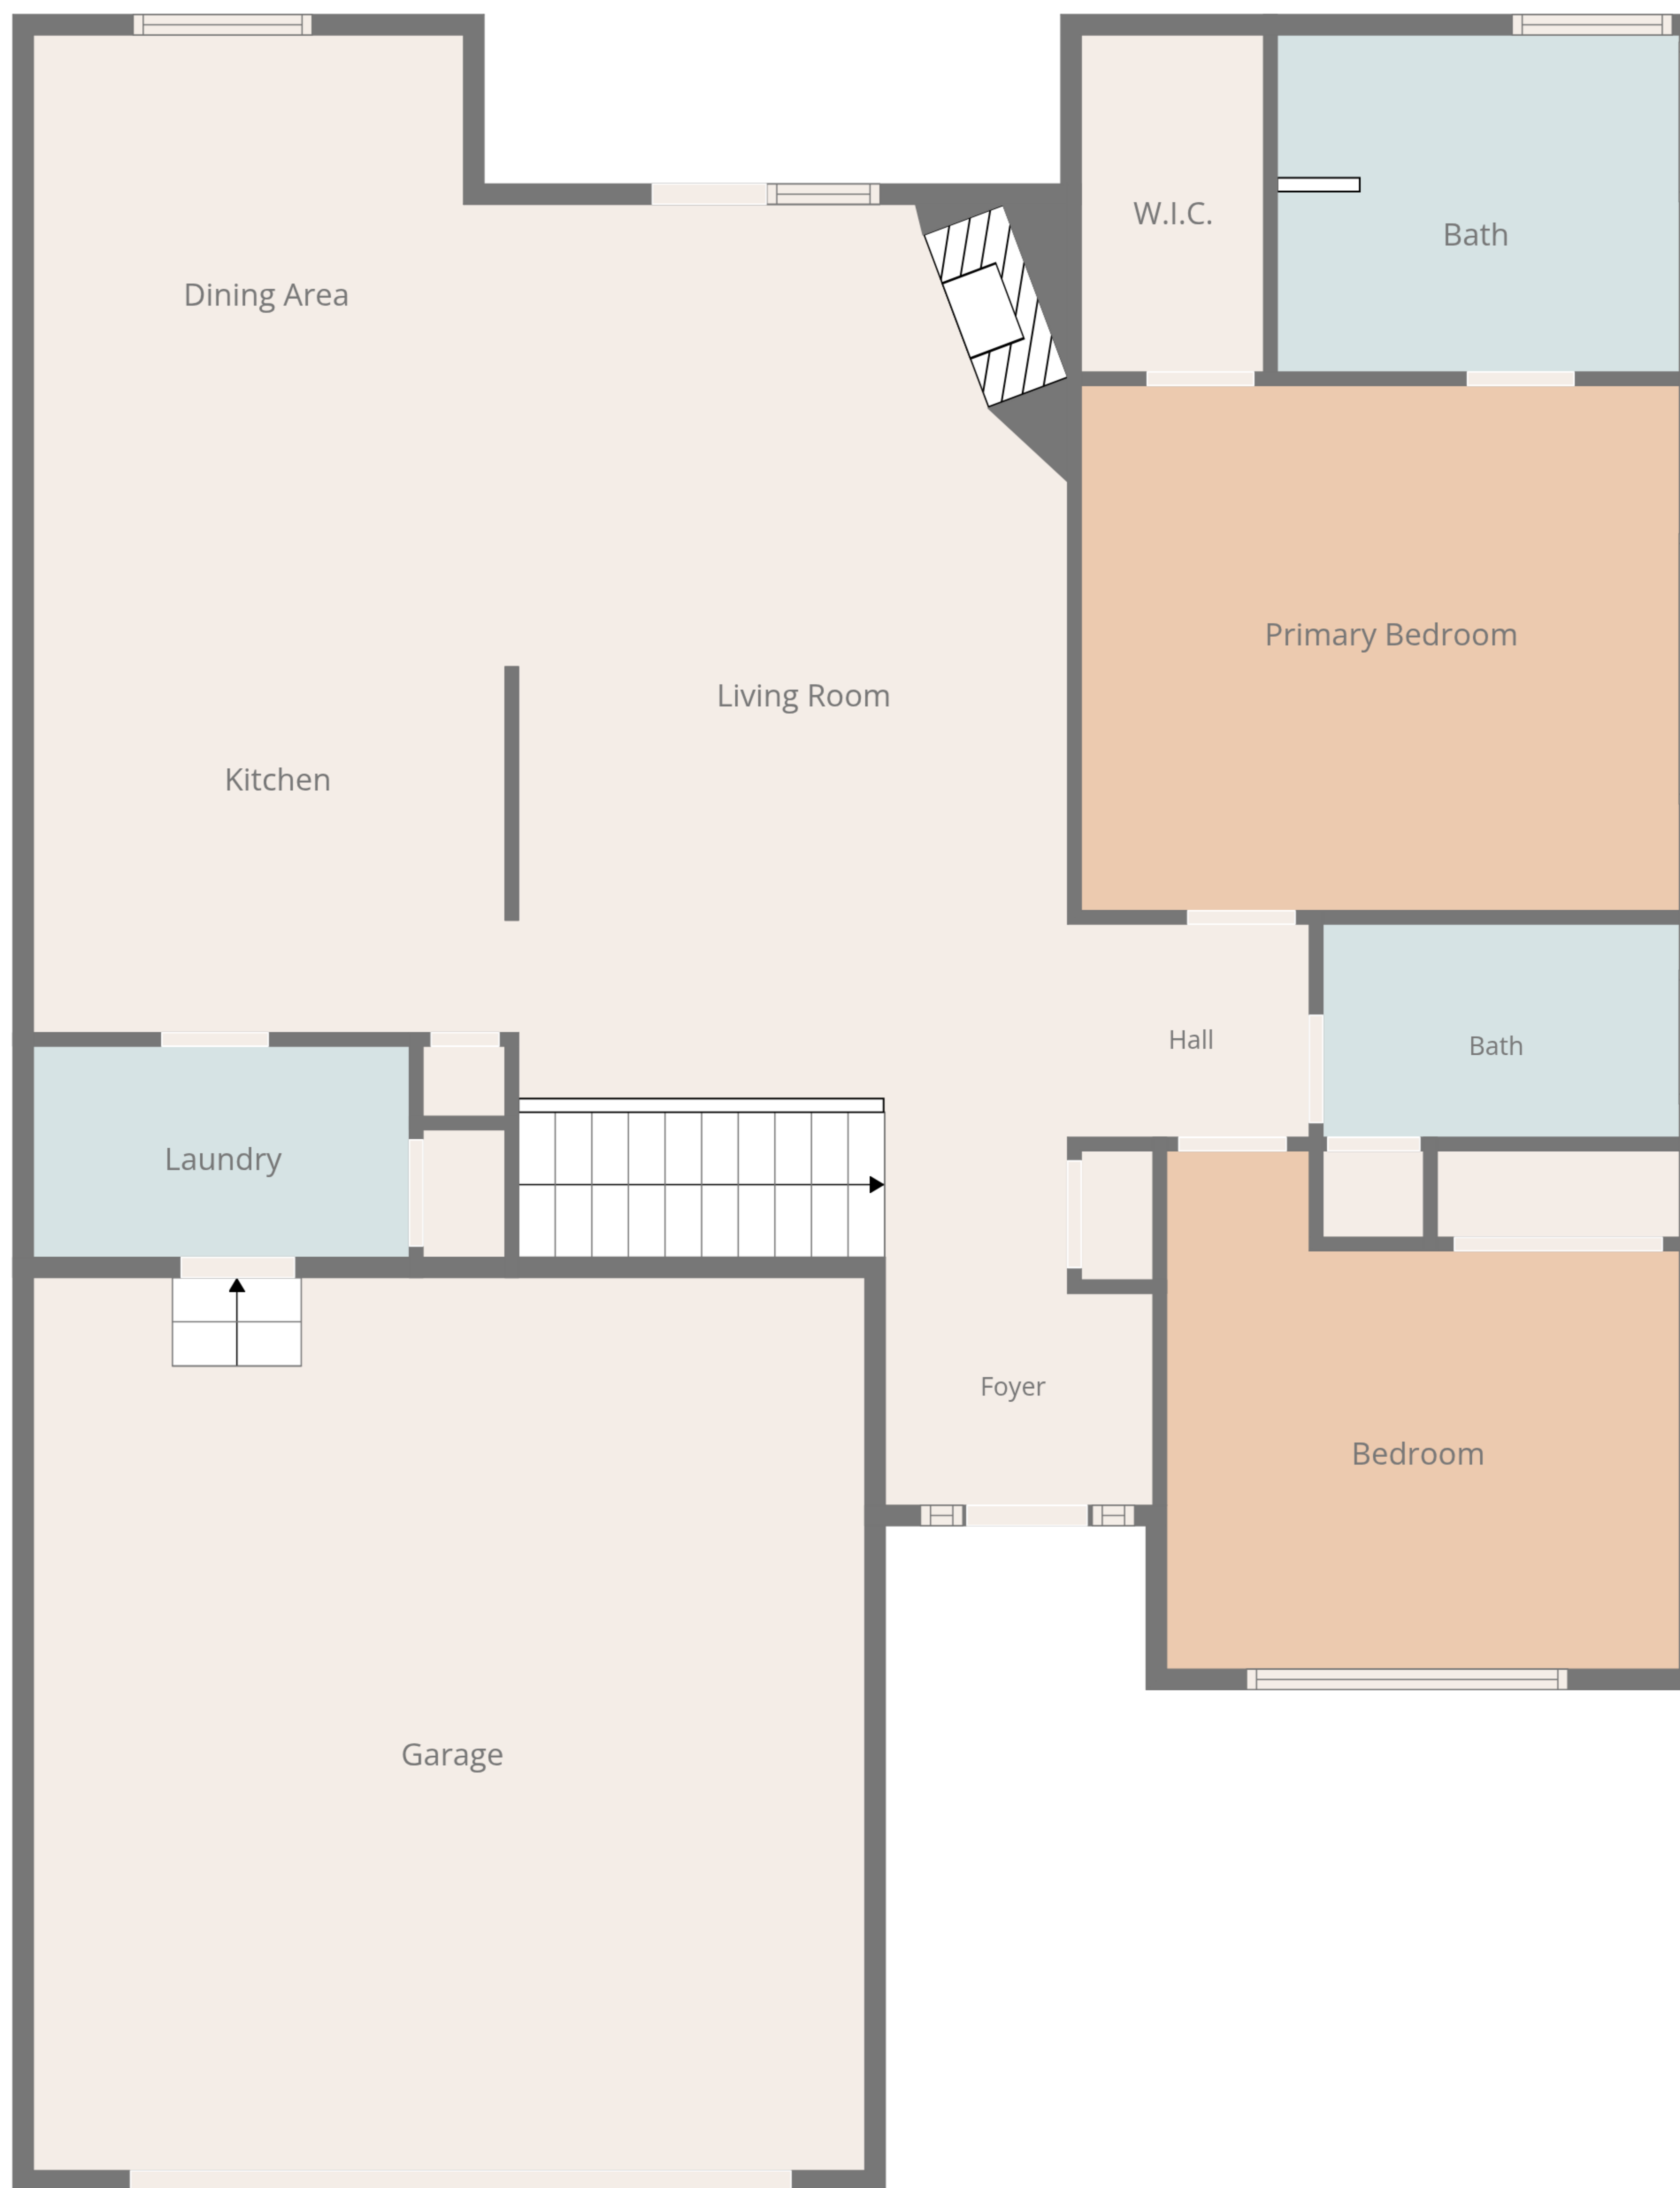 W.I.C.
Bath
Dining Area
Primary Bedroom
Living Room
Kitchen
Hall
Bath
Laundry
Foyer
Bedroom
Garage